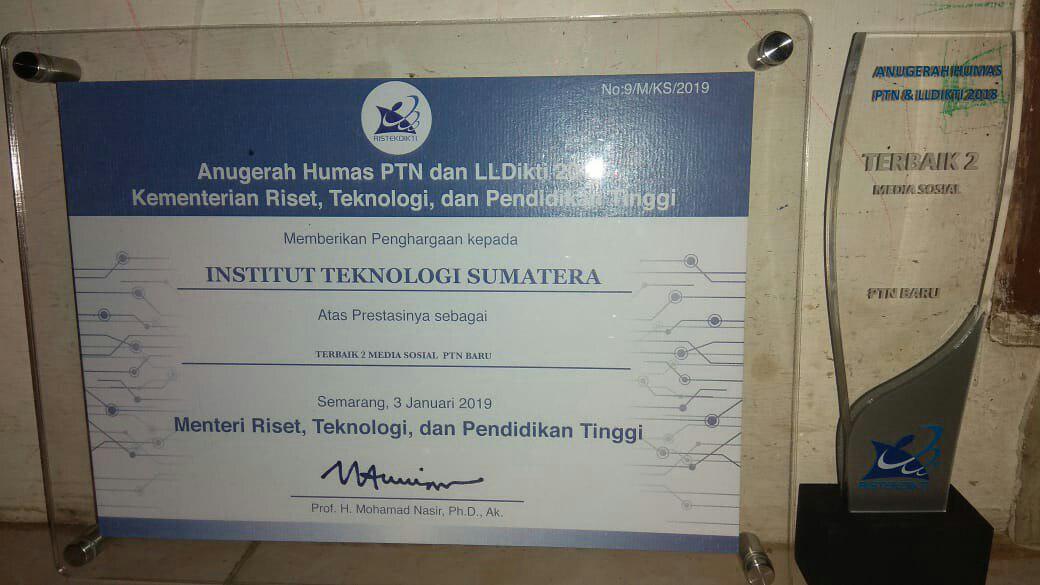 No:9/M/KS/2019
RISTEKDIKTI
Anugerah Humas PTN dan LLDikti
Kementerian Riset, Teknologi, dan Pendidikan Tinggi
Memberikan Penghargaan kepada
INSTITUT TEKNOLOGI SUMATERA
Atas Prestasinya sebagai
TERBAIK 2 MEDIA SOSIAL PTN BARU
Semarang, 3 Januari 2019
Menteri Riset, Teknologi, dan Pendidikan Tinggi
Prof. H. Mohamad Nasir, Ph.D., Ak.
ANUGERAH HUMAS
PTN & LLDIKTI 2018
TERBAIK 2
MEDIA SOSIAL
PTN BARU
RISTEKDIKTI